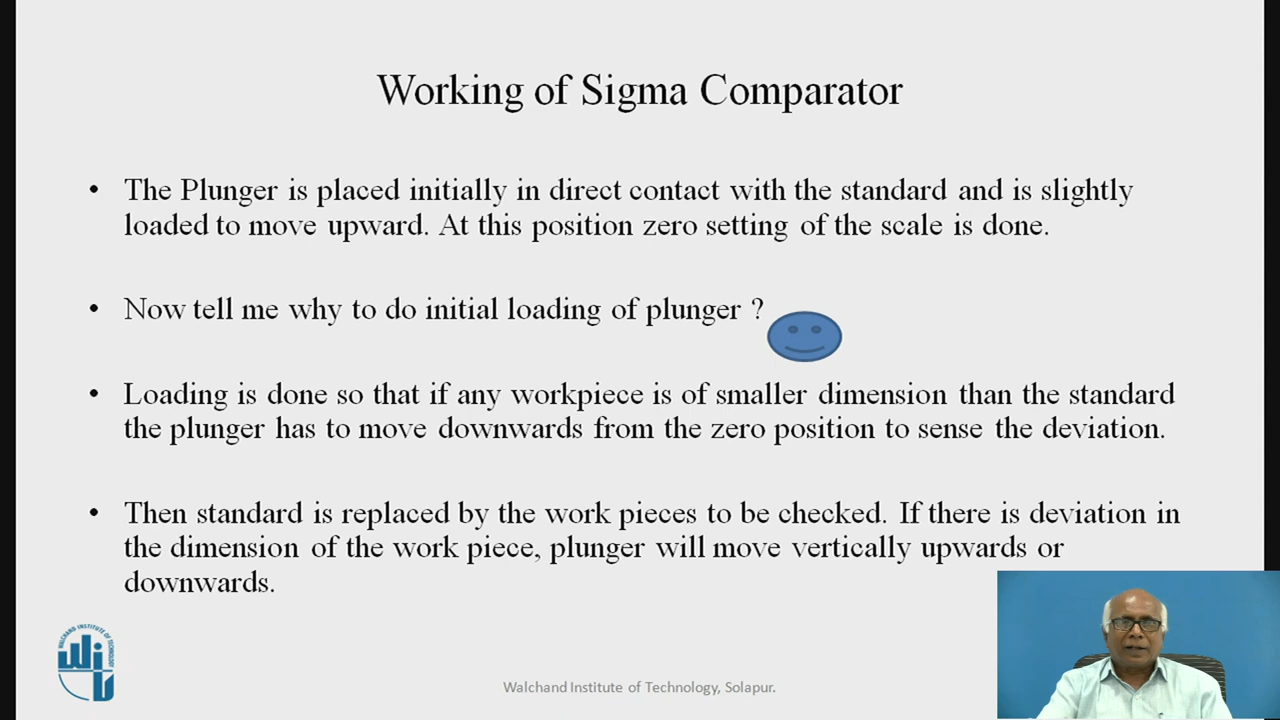 Working of Sigma Comparator
• The Plunger is placed initially in direct contact with the standard and is slightly
loaded to move upward. At this position zero setting of the scale is done.
• Now tell me why to do initial loading of plunger ?
• Loading is done so that if any workpiece is of smaller dimension than the standard
the plunger has to move downwards from the zero position to sense the deviation.
• Then standard is replaced by the work pieces to be checked. If there is deviation in
the dimension of the work piece, plunger will move vertically upwards or
downwards.
WALCHAND INSTITUTE OF TECHNOLOGY
WIT
Walchand Institute of Technology, Solapur.